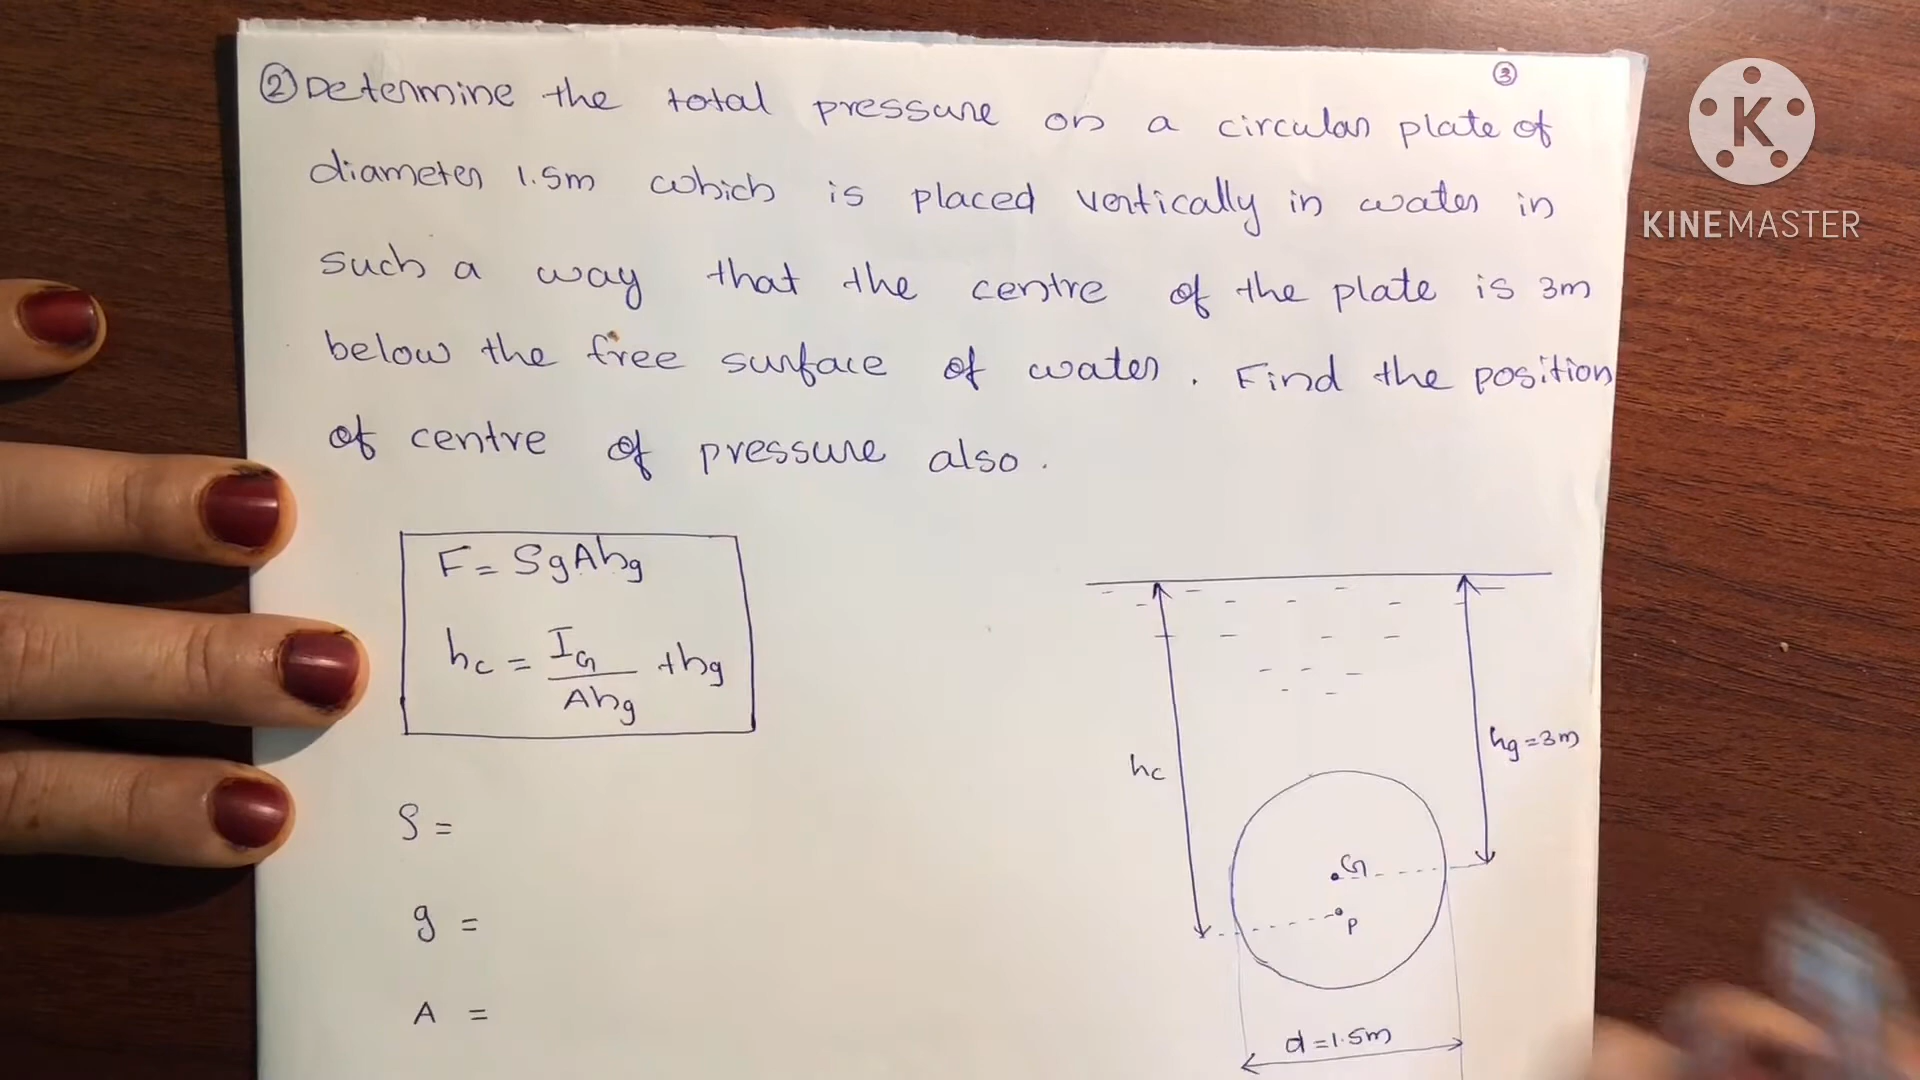 ③
② Determine the total pressure on a circular plate of
diameter 1.5m which is placed vertically in water in
such a way that the centre of the plate is 3m
below the free surface of water. Find the position
of centre of pressure also.
F = ρgAhg
hc = IG/Ahg + hg
ρ =
g =
A =
hc
hg = 3m
G
P
d = 1.5m
K
KINEMASTER